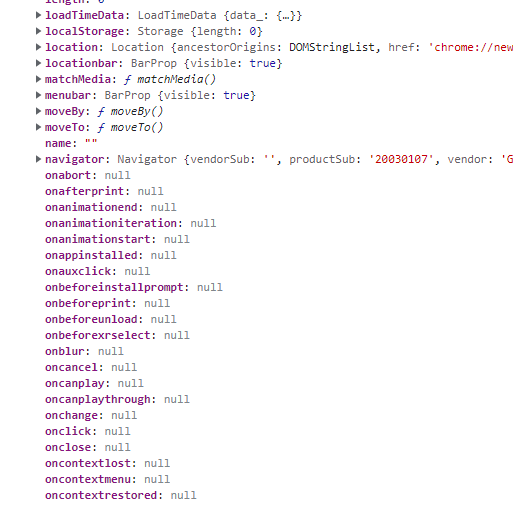 length: 0
loadTimeData: LoadTimeData {data_: {…}}
localStorage: Storage {length: 0}
location: Location {ancestorOrigins: DOMStringList, href: 'chrome://new
locationbar: BarProp {visible: true}
matchMedia: ƒ matchMedia()
menubar: BarProp {visible: true}
moveBy: ƒ moveBy()
moveTo: ƒ moveTo()
name: ""
navigator: Navigator {vendorSub: '', productSub: '20030107', vendor: 'G
onabort: null
onafterprint: null
onanimationend: null
onanimationiteration: null
onanimationstart: null
onappinstalled: null
onauxclick: null
onbeforeinstallprompt: null
onbeforeprint: null
onbeforeunload: null
onbeforexrselect: null
onblur: null
oncancel: null
oncanplay: null
oncanplaythrough: null
onchange: null
onclick: null
onclose: null
oncontextlost: null
oncontextmenu: null
oncontextrestored: null